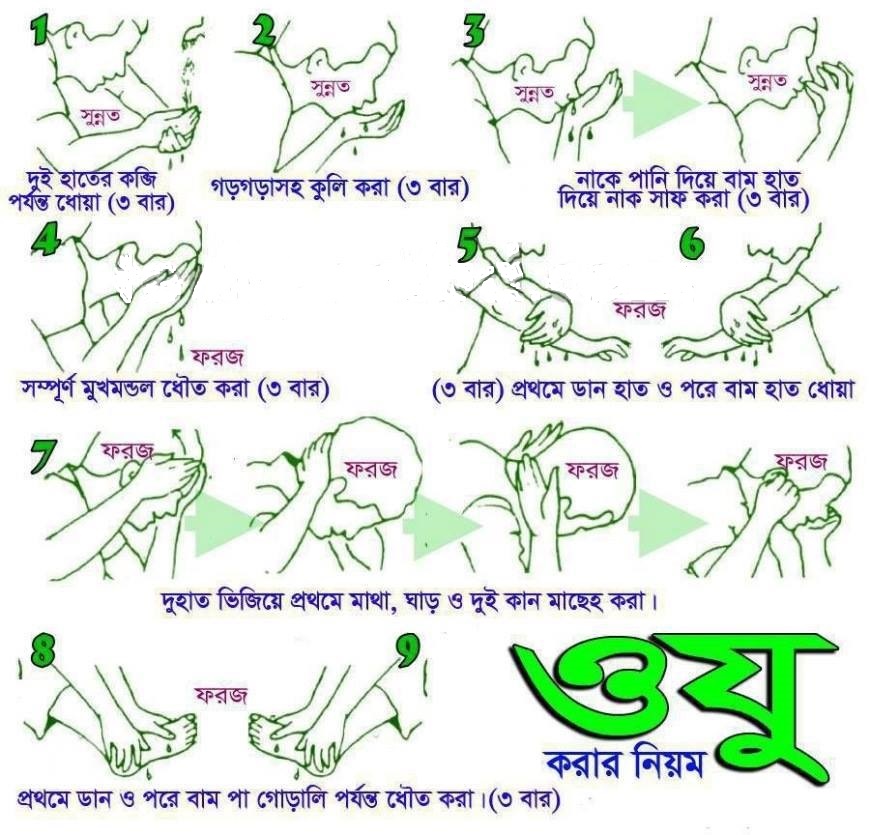 1
সুন্নত
দুই হাতের কব্জি
পর্যন্ত ধোয়া (৩ বার)
2
সুন্নত
গড়গড়াসহ কুলি করা (৩ বার)
3
সুন্নত
সুন্নত
নাকে পানি দিয়ে বাম হাত
দিয়ে নাক সাফ করা (৩ বার)
4
ফরজ
সম্পূর্ণ মুখমন্ডল ধৌত করা (৩ বার)
5
6
ফরজ
(৩ বার) প্রথমে ডান হাত ও পরে বাম হাত ধোয়া
7
ফরজ
ফরজ
ফরজ
ফরজ
দুহাত ভিজিয়ে প্রথমে মাথা, ঘাড় ও দুই কান মাছেহ করা।
8
9
ফরজ
প্রথমে ডান ও পরে বাম পা গোড়ালি পর্যন্ত ধৌত করা।(৩ বার)
ওযু
করার নিয়ম